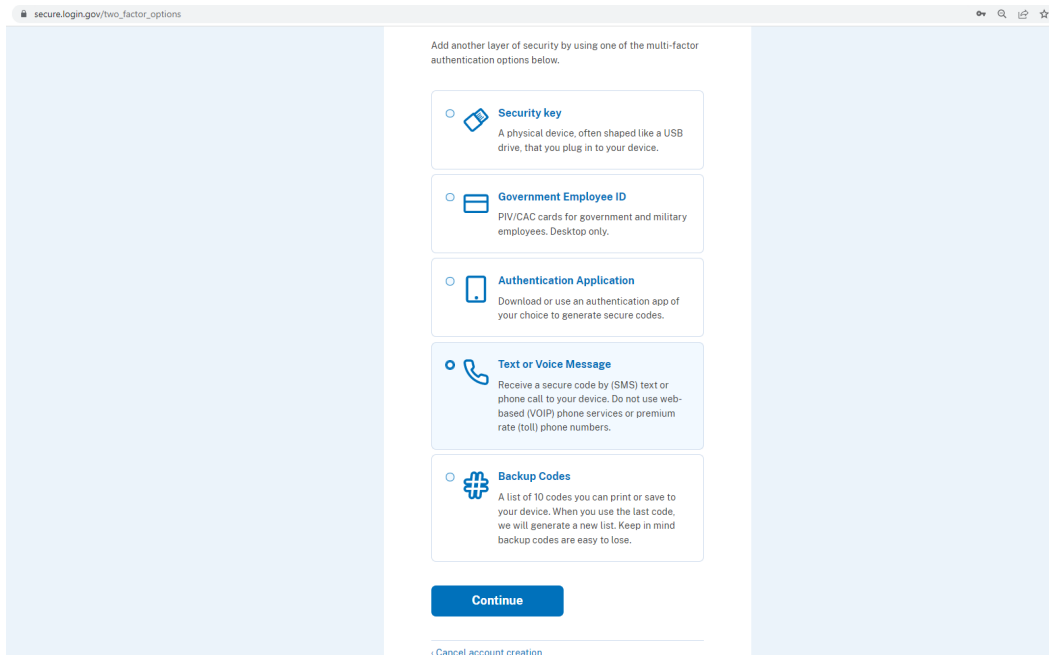 secure.login.gov/two_factor_options
Add another layer of security by using one of the multi-factor
authentication options below.
Security key
A physical device, often shaped like a USB
drive, that you plug in to your device.
Government Employee ID
PIV/CAC cards for government and military
employees. Desktop only.
Authentication Application
Download or use an authentication app of
your choice to generate secure codes.
Text or Voice Message
Receive a secure code by (SMS) text or
phone call to your device. Do not use web-
based (VOIP) phone services or premium
rate (toll) phone numbers.
Backup Codes
A list of 10 codes you can print or save to
your device. When you use the last code,
we will generate a new list. Keep in mind
backup codes are easy to lose.
Continue
‹ Cancel account creation